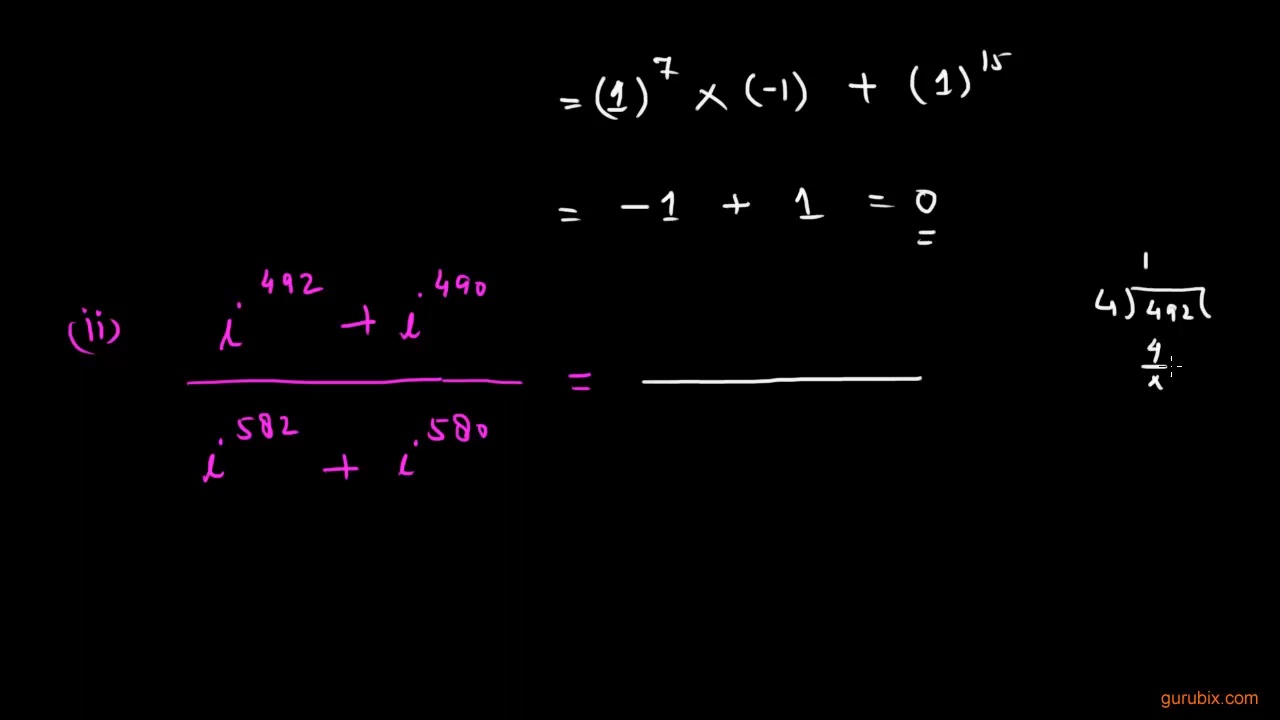 = (1)^7 × (-1) + (1)^15
= -1 + 1 = 0
(ii) i^492 + i^490
=
i^582 + i^580
1
4) 492 (
4
x
gurubix.com